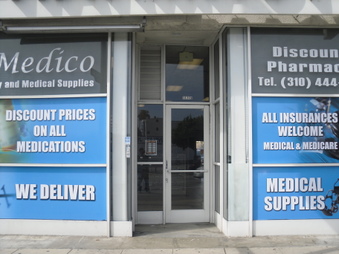 Medico
y and Medical Supplies
DISCOUNT PRICES
ON ALL
MEDICATIONS
WE DELIVER
Discoun
Pharmac
Tel. (310) 444
ALL INSURANCES
WELCOME
MEDICAL & MEDICARE
MEDICAL
SUPPLIES